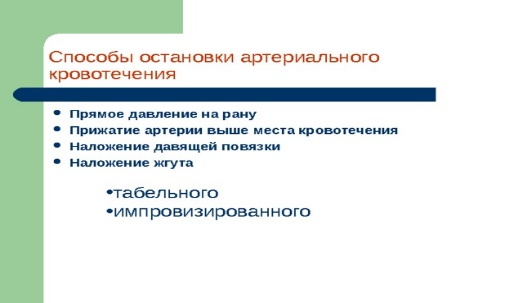 Способы остановки артериального
кровотечения
• Прямое давление на рану
• Прижатие артерии выше места кровотечения
• Наложение давящей повязки
• Наложение жгута
•табельного
•импровизированного